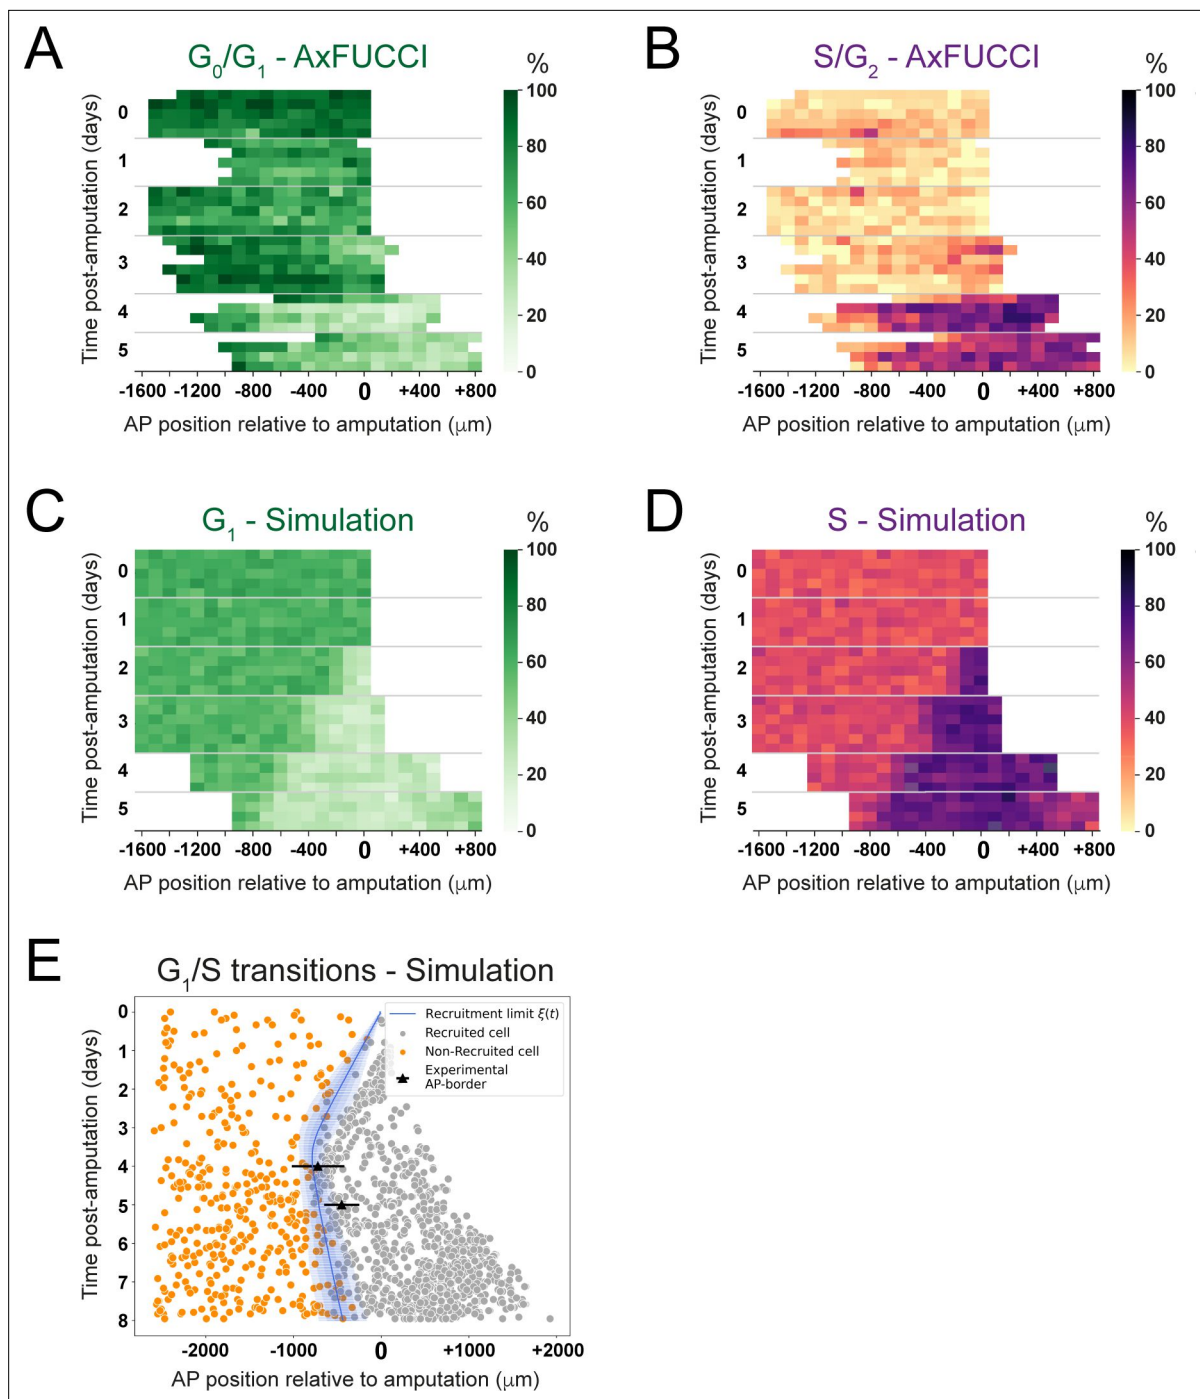 A
G0/G1 - AxFUCCI
%
Time post-amputation (days)
0
1
2
3
4
5
100
80
60
40
20
0
-1600 -800 -400 0 +400 +800
AP position relative to amputation (μm)
B
S/G2 - AxFUCCI
%
Time post-amputation (days)
0
1
2
3
4
5
100
80
60
40
20
0
-1600 -800 -400 0 +400 +800
AP position relative to amputation (μm)
C
G1 - Simulation
%
Time post-amputation (days)
0
1
2
3
4
5
100
80
60
40
20
0
-1600 -800 -400 0 +400 +800
AP position relative to amputation (μm)
D
S - Simulation
%
Time post-amputation (days)
0
1
2
3
4
5
100
80
60
40
20
0
-1600 -800 -400 0 +400 +800
AP position relative to amputation (μm)
E
G1/S transitions - Simulation
Time post-amputation (days)
0
1
2
3
4
5
6
7
8
Recruitment limit ξ(t)
Recruited cell
Non-Recruited cell
Experimental
AP-border
-2000 -1000 0 +1000 +2000
AP position relative to amputation (μm)